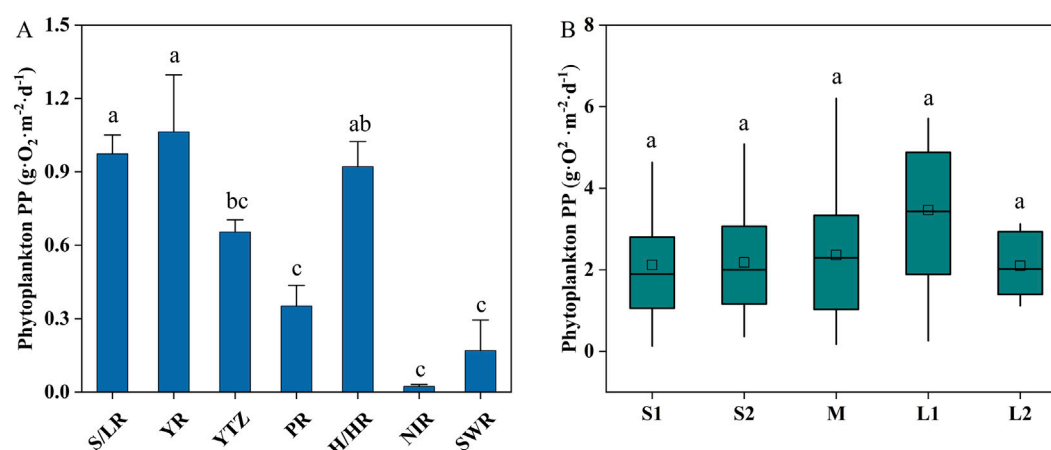 A
Phytoplankton PP (g·O₂·m⁻²·d⁻¹)
1.5
1.2
0.9
0.6
0.3
0.0
a
a
bc
c
ab
c
c
S/LR
YR
YTZ
PR
H/HR
NIR
SWR
B
Phytoplankton PP (g·O²·m⁻²·d⁻¹)
8
6
4
2
0
a
a
a
a
a
S1
S2
M
L1
L2